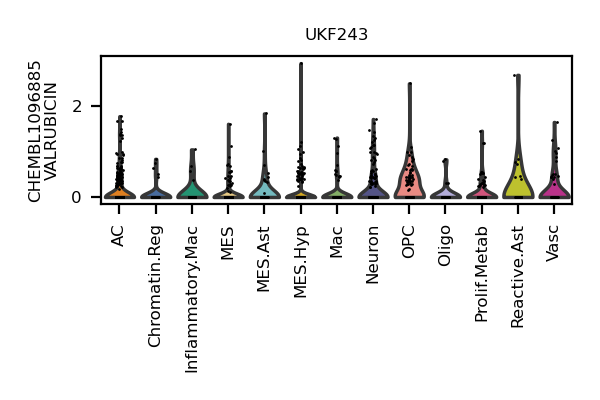 UKF243
CHEMBL1096885
VALRUBICIN
2
0
AC
Chromatin.Reg
Inflammatory.Mac
MES
MES.Ast
MES.Hyp
Mac
Neuron
OPC
Oligo
Prolif.Metab
Reactive.Ast
Vasc